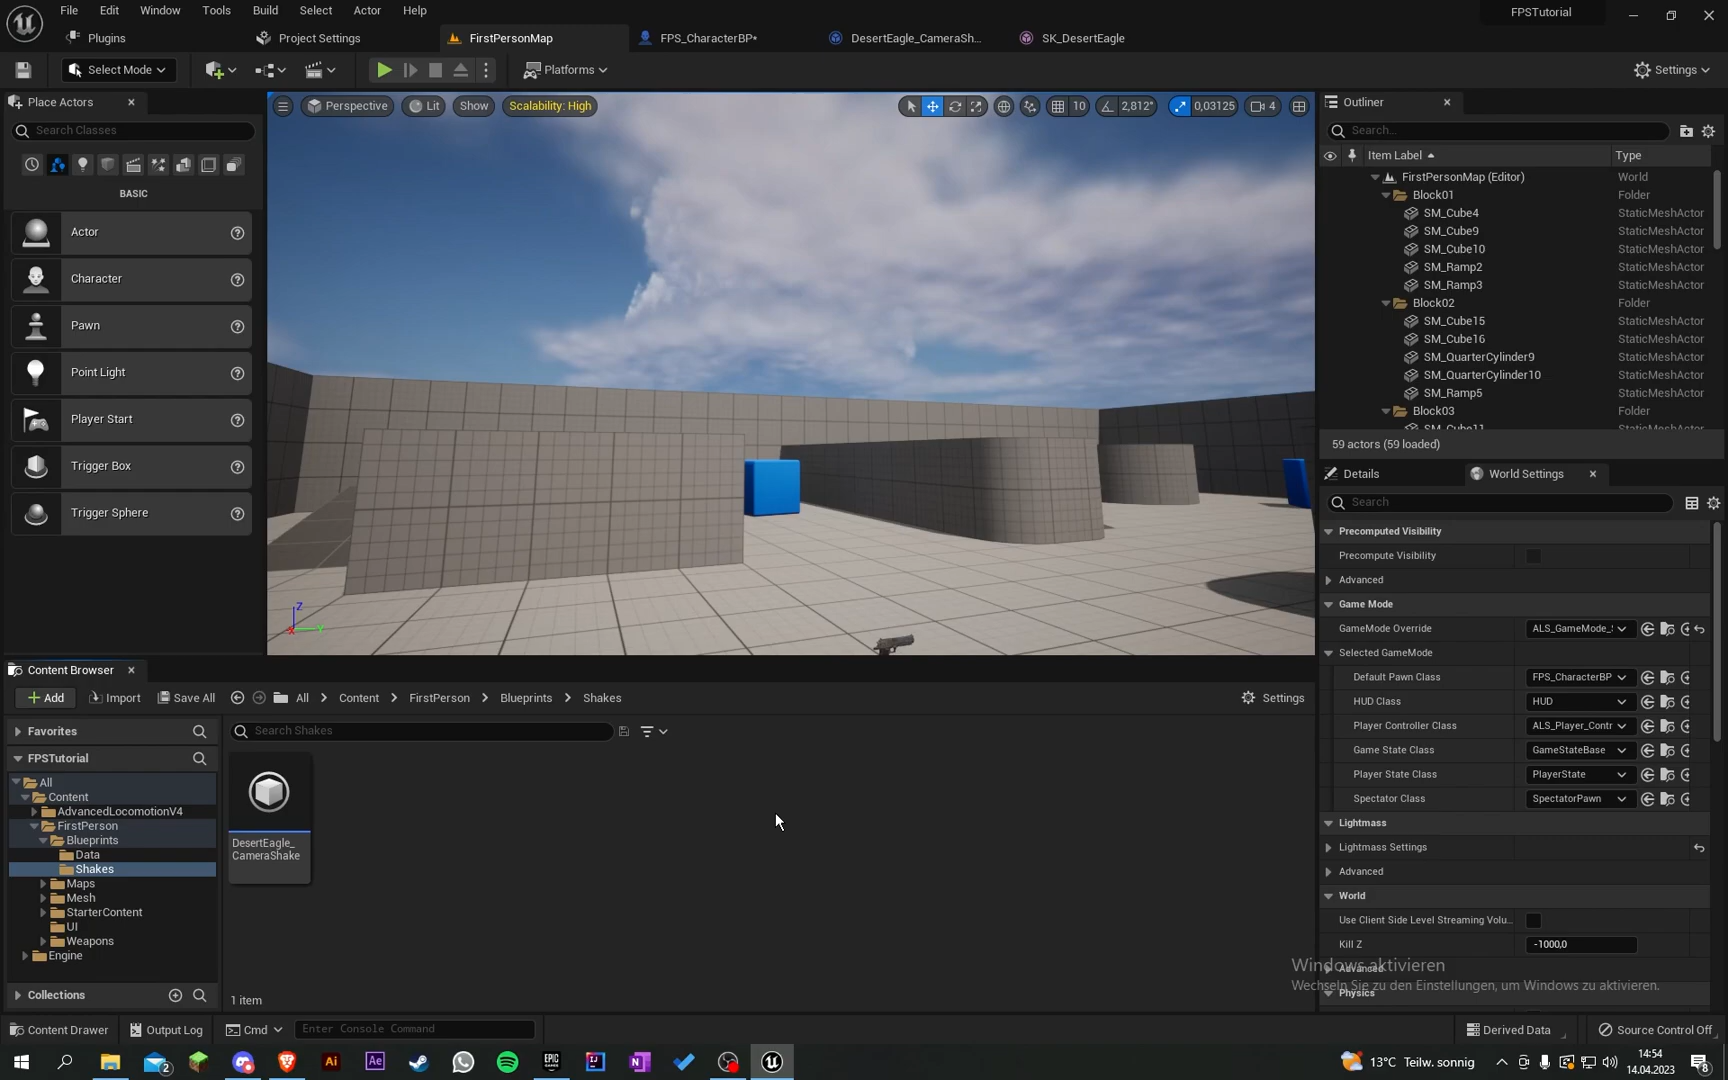 File Edit Window Tools Build Select Actor Help
FPSTutorial
Plugins
Project Settings
FirstPersonMap
FPS_CharacterBP*
DesertEagle_CameraSh...
SK_DesertEagle
Select Mode
Platforms
Settings
Place Actors
Search Classes
BASIC
Actor
Character
Pawn
Point Light
Player Start
Trigger Box
Trigger Sphere
Perspective
Lit
Show
Scalability: High
10
2,812°
0,03125
4
Z
X
Y
Outliner
Search...
Item Label
Type
FirstPersonMap (Editor) World
Block01 Folder
SM_Cube4 StaticMeshActor
SM_Cube9 StaticMeshActor
SM_Cube10 StaticMeshActor
SM_Ramp2 StaticMeshActor
SM_Ramp3 StaticMeshActor
Block02 Folder
SM_Cube15 StaticMeshActor
SM_Cube16 StaticMeshActor
SM_QuarterCylinder9 StaticMeshActor
SM_QuarterCylinder10 StaticMeshActor
SM_Ramp5 StaticMeshActor
Block03 Folder
SM_Cube11 StaticMeshActor
59 actors (59 loaded)
Details
World Settings
Search
Precomputed Visibility
Precompute Visibility
Advanced
Game Mode
GameMode Override ALS_GameMode_
Selected GameMode
Default Pawn Class FPS_CharacterBP
HUD Class HUD
Player Controller Class ALS_Player_Contr
Game State Class GameStateBase
Player State Class PlayerState
Spectator Class SpectatorPawn
Lightmass
Lightmass Settings
Advanced
World
Use Client Side Level Streaming Volu...
Kill Z -1000,0
Advanced
Physics
Windows aktivieren
Wechseln Sie zu den Einstellungen, um Windows zu aktivieren.
Content Browser
Add
Import
Save All
All
Content
FirstPerson
Blueprints
Shakes
Settings
Favorites
FPSTutorial
All
Content
AdvancedLocomotionV4
FirstPerson
Blueprints
Data
Shakes
Maps
Mesh
StarterContent
UI
Weapons
Engine
Collections
Search Shakes
DesertEagle_
CameraShake
1 item
Content Drawer
Output Log
Cmd
Enter Console Command
Derived Data
Source Control Off
2
Ai
Ae
EPIC
GAMES
IJ
N
13°C Teilw. sonnig
14:54
14.04.2023
8